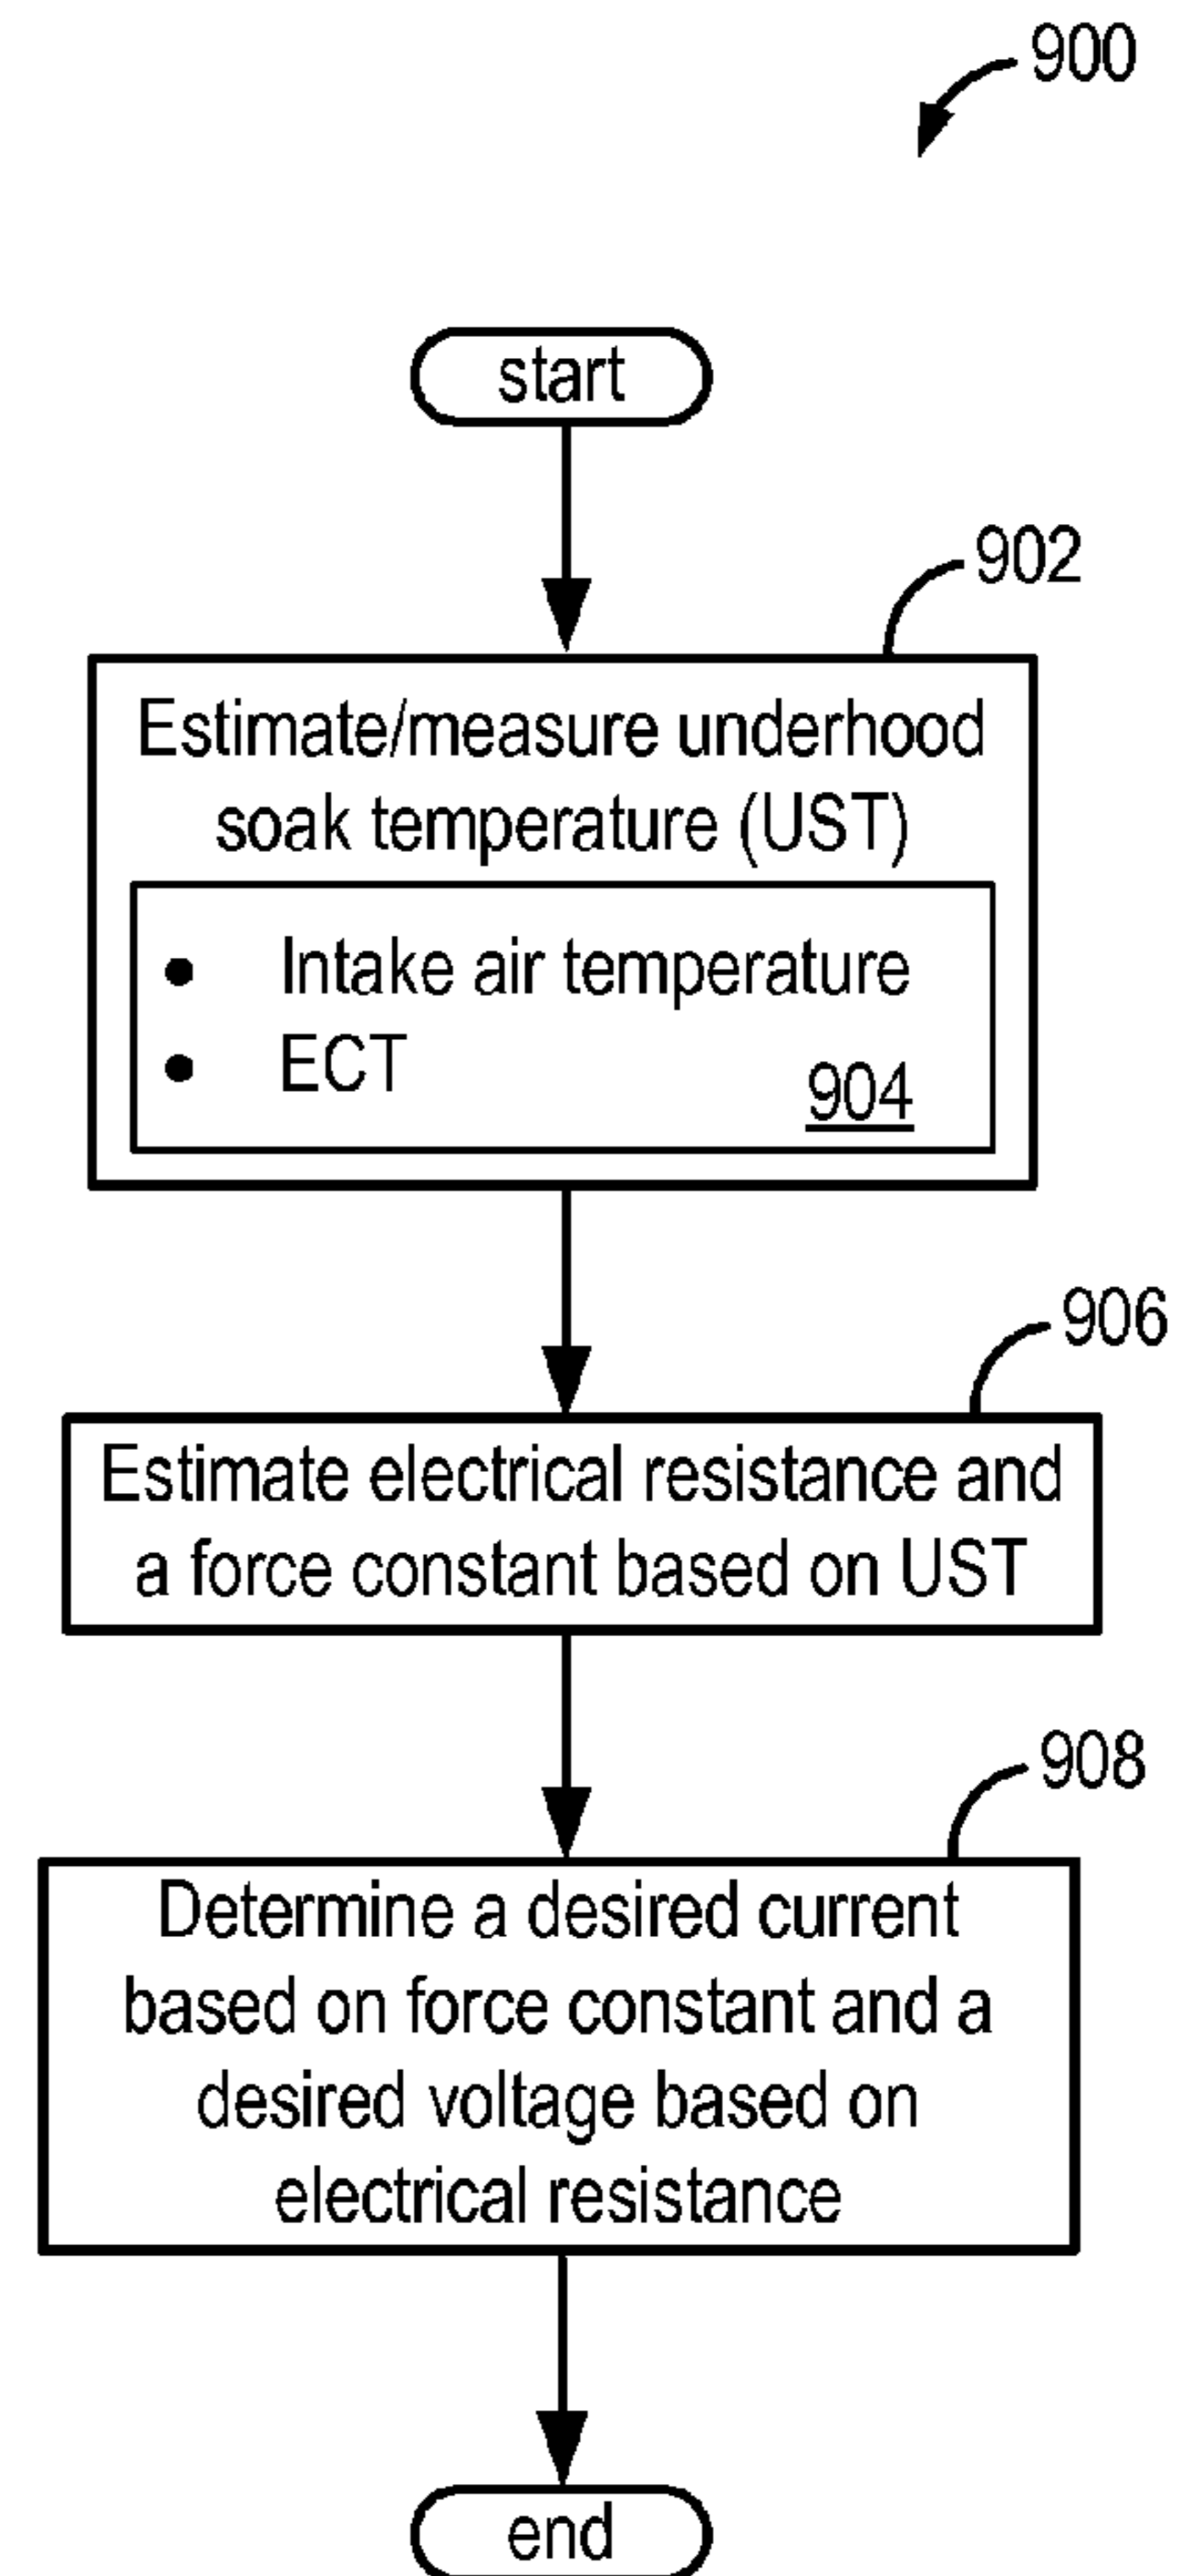 900
start
902
Estimate/measure underhood
soak temperature (UST)
● Intake air temperature
● ECT
904
906
Estimate electrical resistance and
a force constant based on UST
908
Determine a desired current
based on force constant and a
desired voltage based on
electrical resistance
end